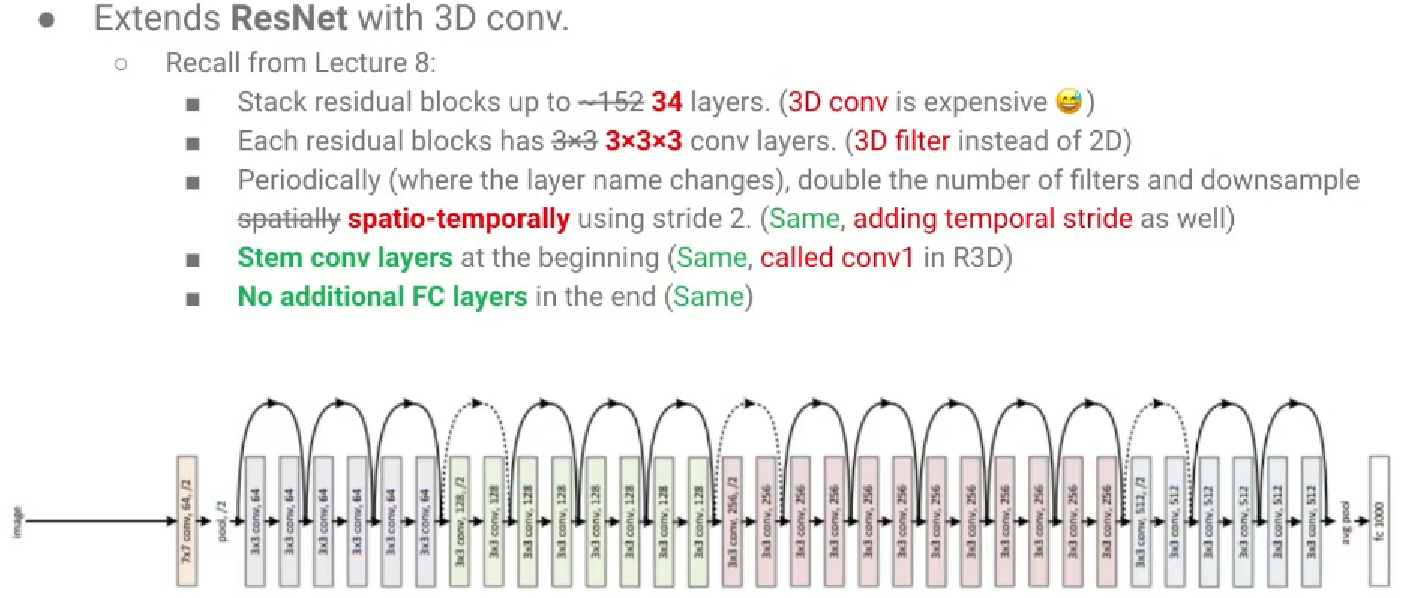 ● Extends ResNet with 3D conv.
○ Recall from Lecture 8:
■ Stack residual blocks up to ~152 34 layers. (3D conv is expensive 😅)
■ Each residual blocks has 3×3 3×3×3 conv layers. (3D filter instead of 2D)
■ Periodically (where the layer name changes), double the number of filters and downsample
spatially spatio-temporally using stride 2. (Same, adding temporal stride as well)
■ Stem conv layers at the beginning (Same, called conv1 in R3D)
■ No additional FC layers in the end (Same)
image
7x7 conv, 64, /2
pool, /2
3x3 conv, 64
3x3 conv, 64
3x3 conv, 64
3x3 conv, 64
3x3 conv, 64
3x3 conv, 64
3x3 conv, 128, /2
3x3 conv, 128
3x3 conv, 128
3x3 conv, 128
3x3 conv, 128
3x3 conv, 128
3x3 conv, 128
3x3 conv, 128
3x3 conv, 256, /2
3x3 conv, 256
3x3 conv, 256
3x3 conv, 256
3x3 conv, 256
3x3 conv, 256
3x3 conv, 256
3x3 conv, 256
3x3 conv, 256
3x3 conv, 256
3x3 conv, 256
3x3 conv, 256
3x3 conv, 512, /2
3x3 conv, 512
3x3 conv, 512
3x3 conv, 512
3x3 conv, 512
3x3 conv, 512
avg pool
fc 1000